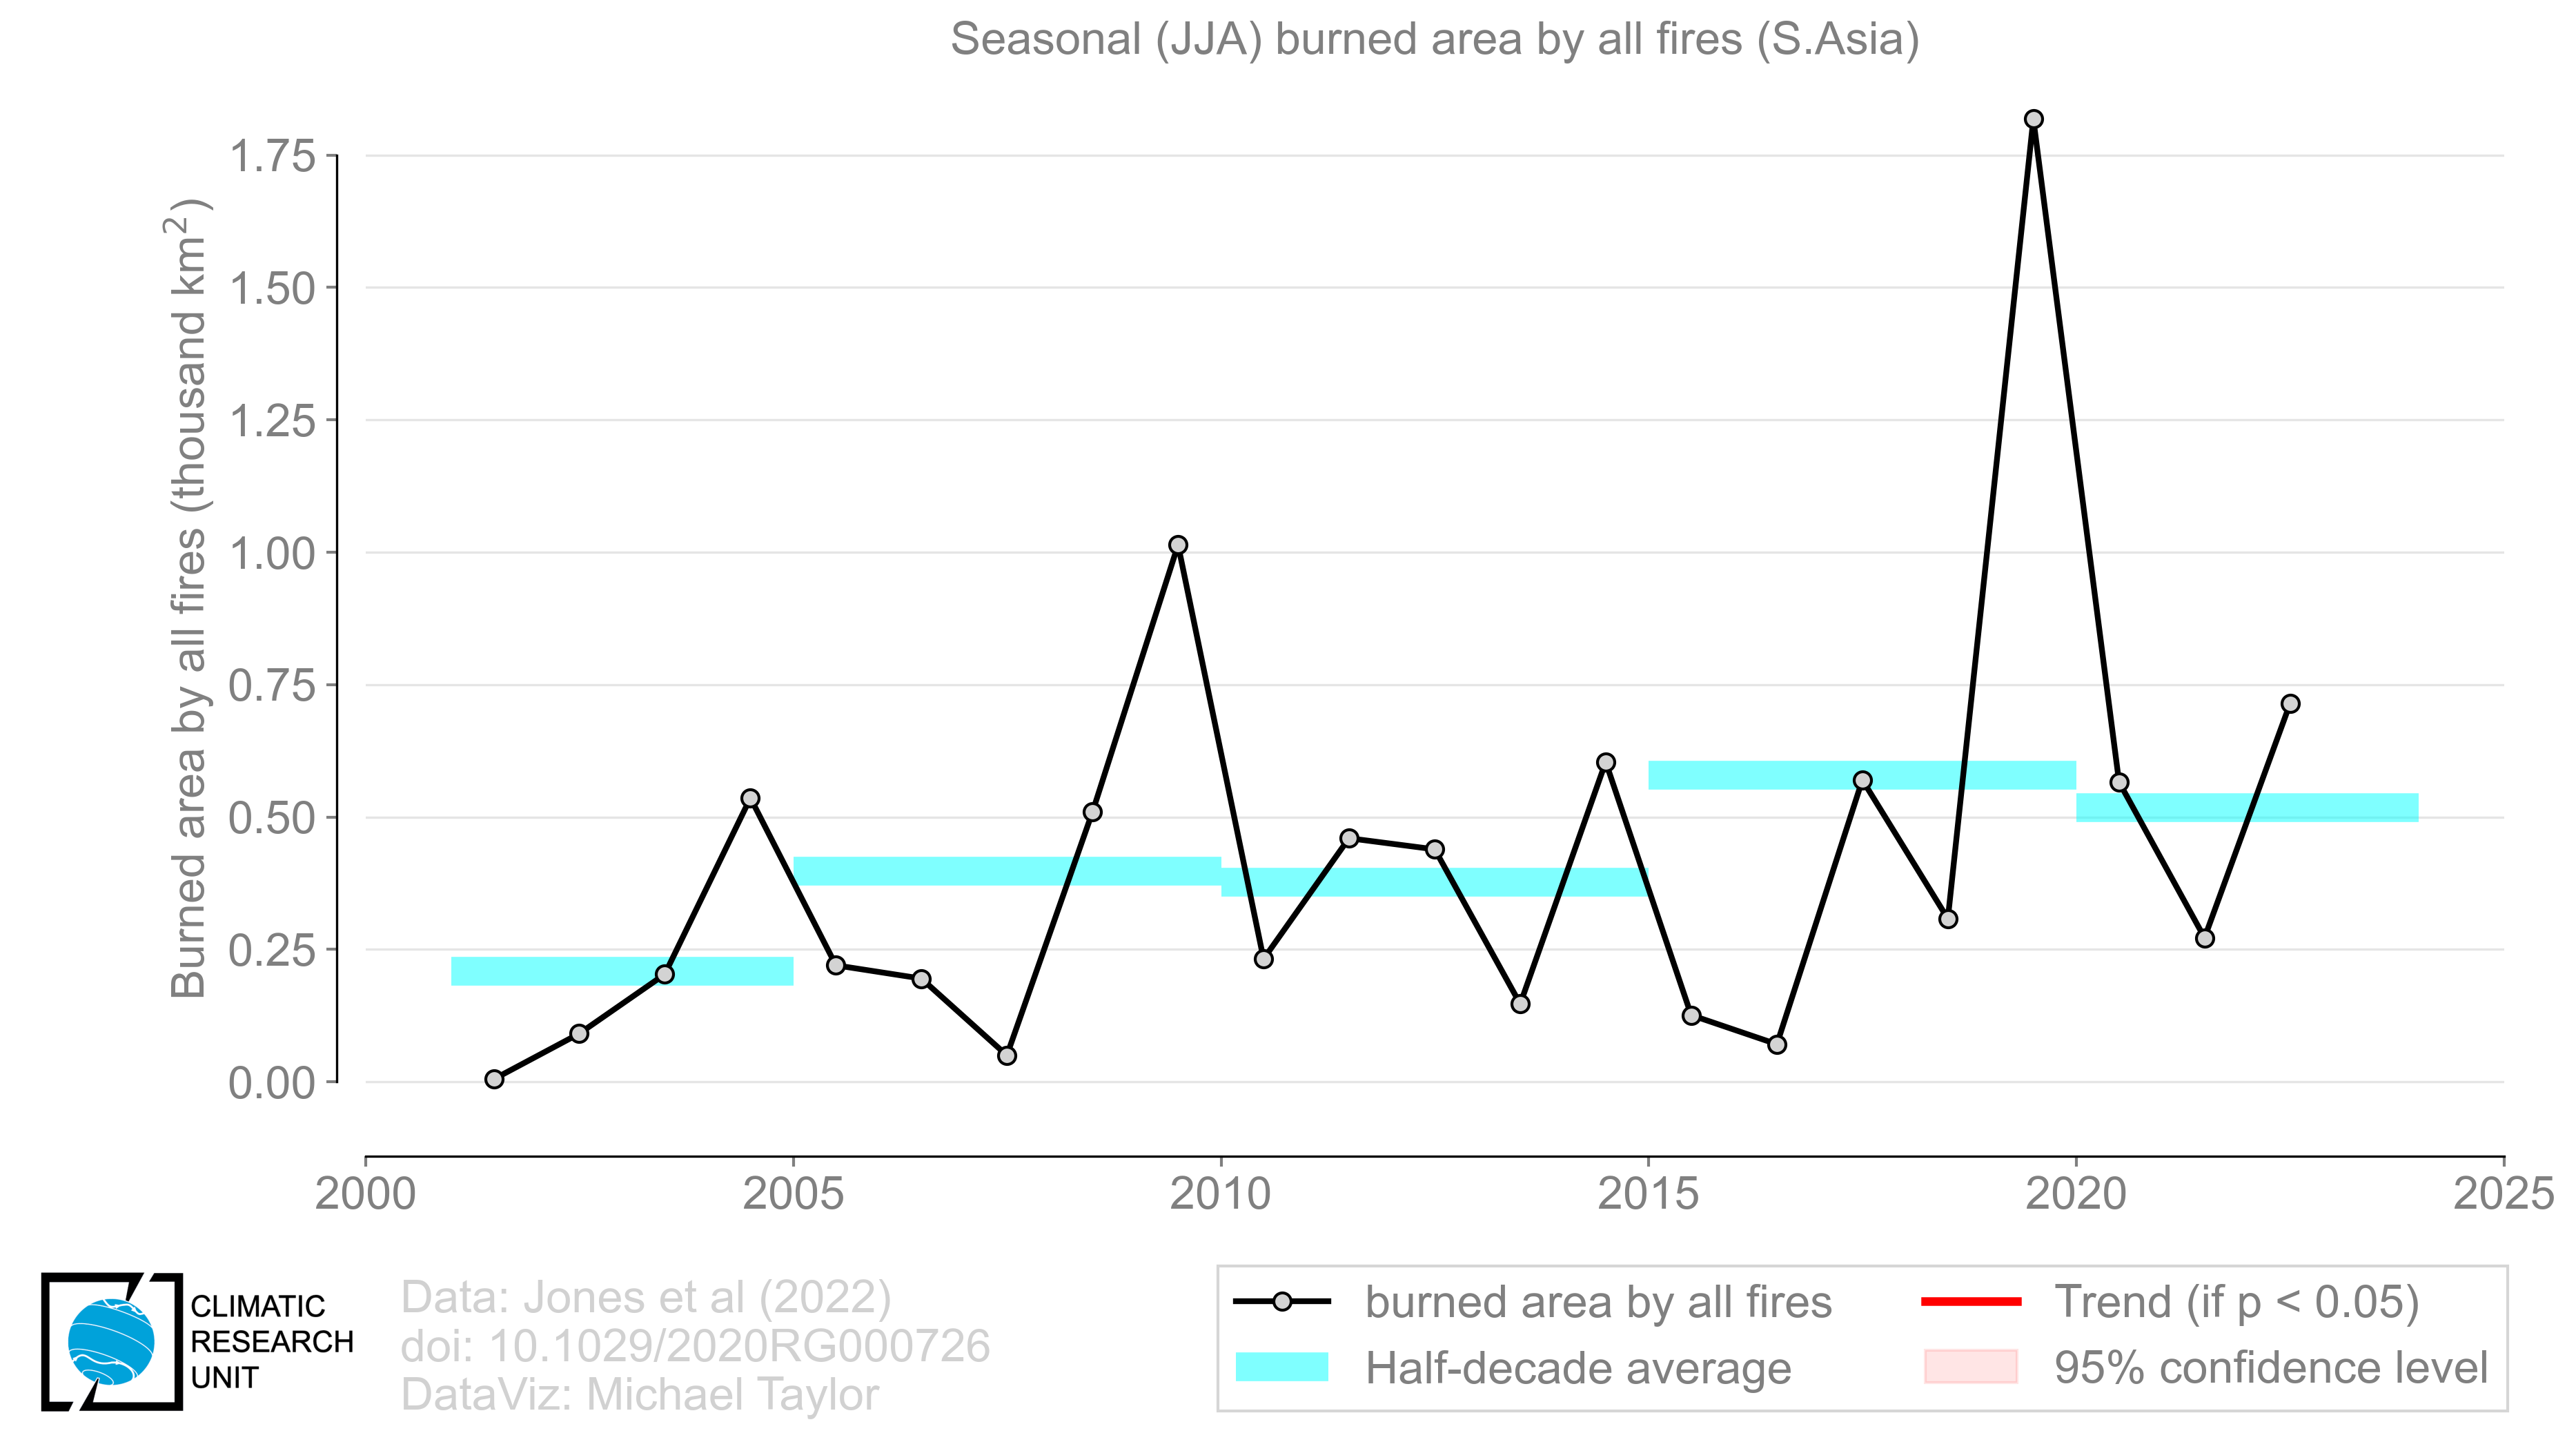 Seasonal (JJA) burned area by all fires (S.Asia)
Burned area by all fires (thousand km²)
1.75
1.50
1.25
1.00
0.75
0.50
0.25
0.00
2000 2005 2010 2015 2020 2025
CLIMATIC
RESEARCH
UNIT
Data: Jones et al (2022)
doi: 10.1029/2020RG000726
DataViz: Michael Taylor
burned area by all fires
Half-decade average
Trend (if p < 0.05)
95% confidence level